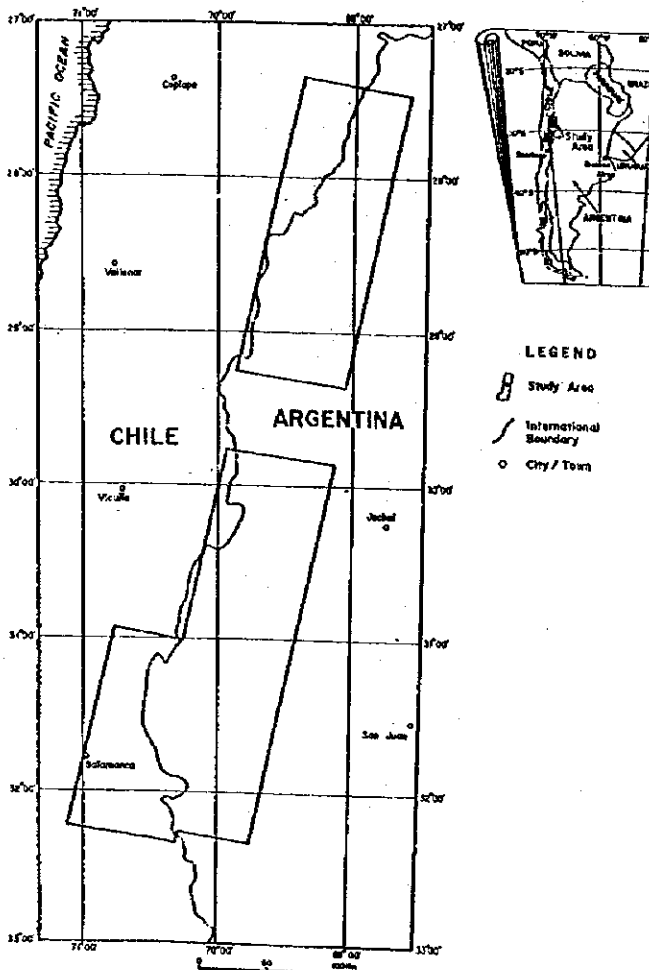 27°00'
71°00'
70°00'
69°00'
27°00'
PACIFIC OCEAN
Copiapo
28°00'
28°00'
Vallenar
29°00'
29°00'
CHILE
ARGENTINA
Vicuña
30°00'
30°00'
Jachal
31°00'
31°00'
San Juan
Salamanca
32°00'
32°00'
33°00'
71°00'
70°00'
69°00'
33°00'
0
50
BOLIVIA
Study
Area
ARGENTINA
LEGEND
Study Area
International
Boundary
City / Town